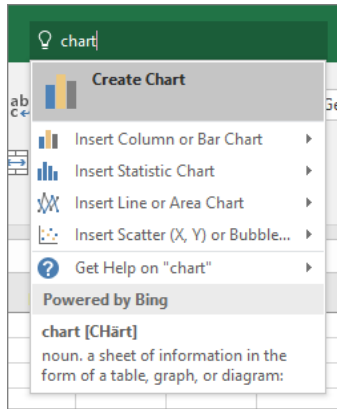 chart
Create Chart
ab
c
Insert Column or Bar Chart
Insert Statistic Chart
Insert Line or Area Chart
Insert Scatter (X, Y) or Bubble...
Get Help on "chart"
Powered by Bing
chart [CHärt]
noun. a sheet of information in the
form of a table, graph, or diagram: